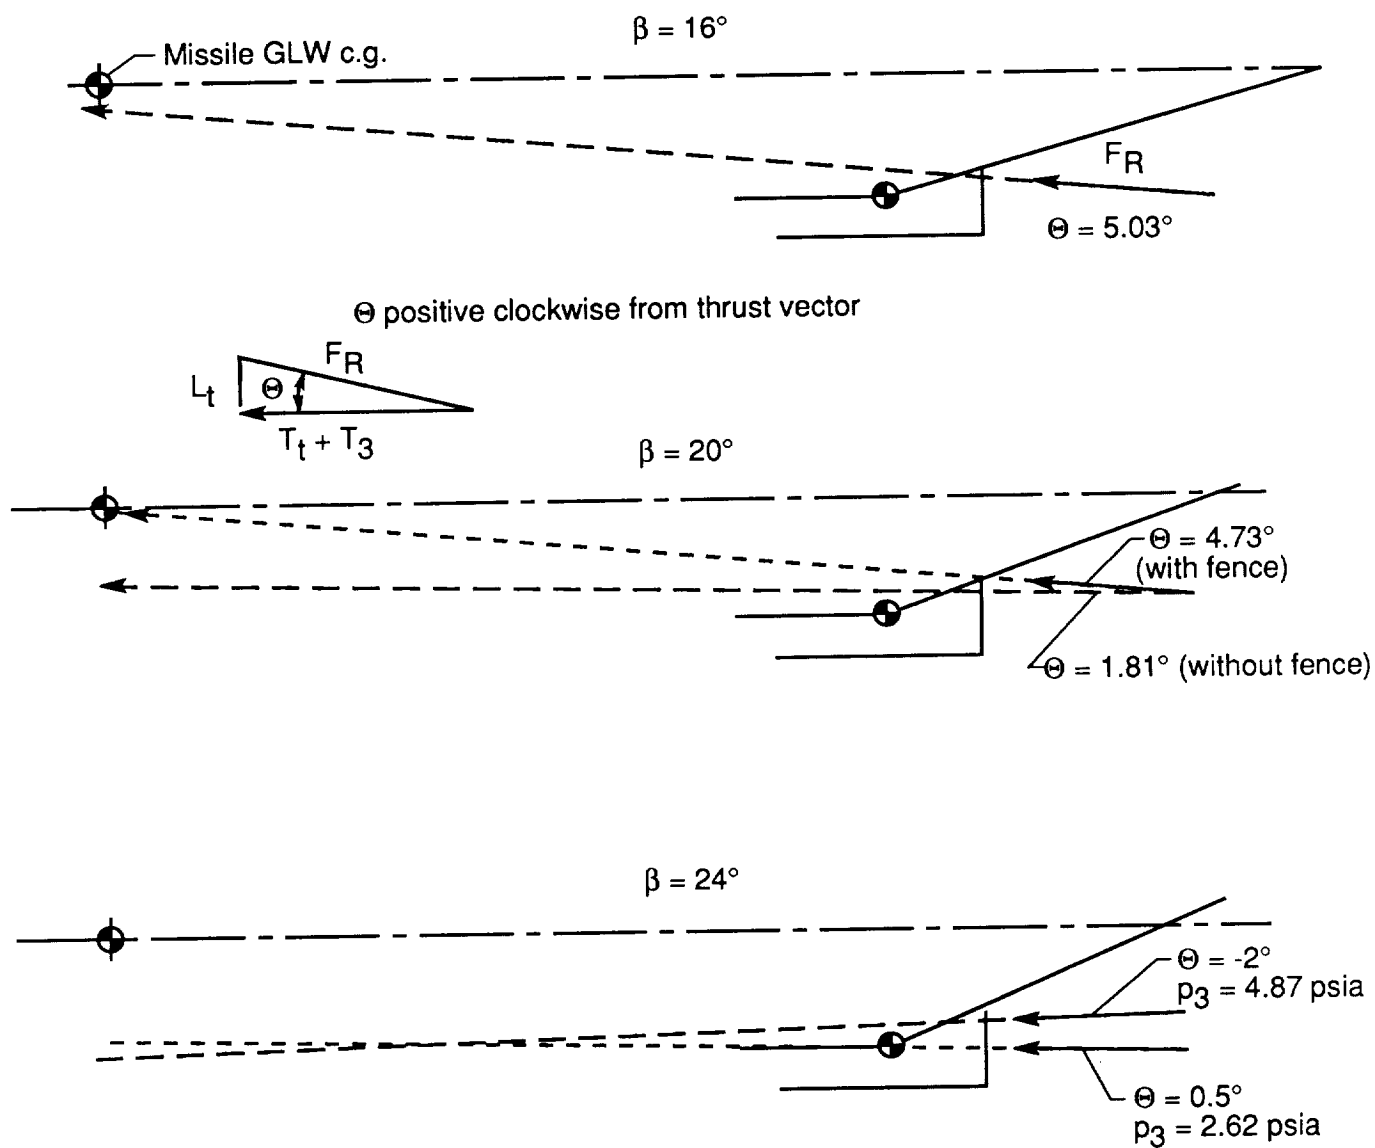 β = 16°
Missile GLW c.g.
F_R
Θ = 5.03°
Θ positive clockwise from thrust vector
F_R
L_t
Θ
T_t + T_3
β = 20°
Θ = 4.73°
(with fence)
Θ = 1.81° (without fence)
β = 24°
Θ = -2°
p_3 = 4.87 psia
Θ = 0.5°
p_3 = 2.62 psia